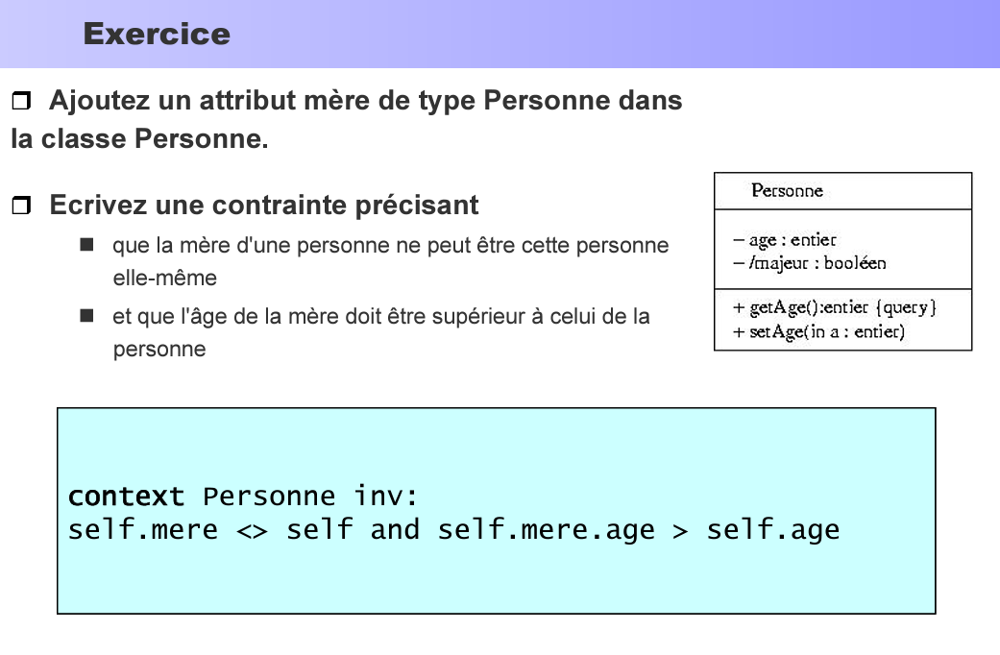 Exercice
Ajoutez un attribut mère de type Personne dans
la classe Personne.
Ecrivez une contrainte précisant
que la mère d'une personne ne peut être cette personne
elle-même
et que l'âge de la mère doit être supérieur à celui de la
personne
Personne
– age : entier
– /majeur : booléen
+ getAge():entier {query}
+ setAge(in a : entier)
context Personne inv:
self.mere <> self and self.mere.age > self.age